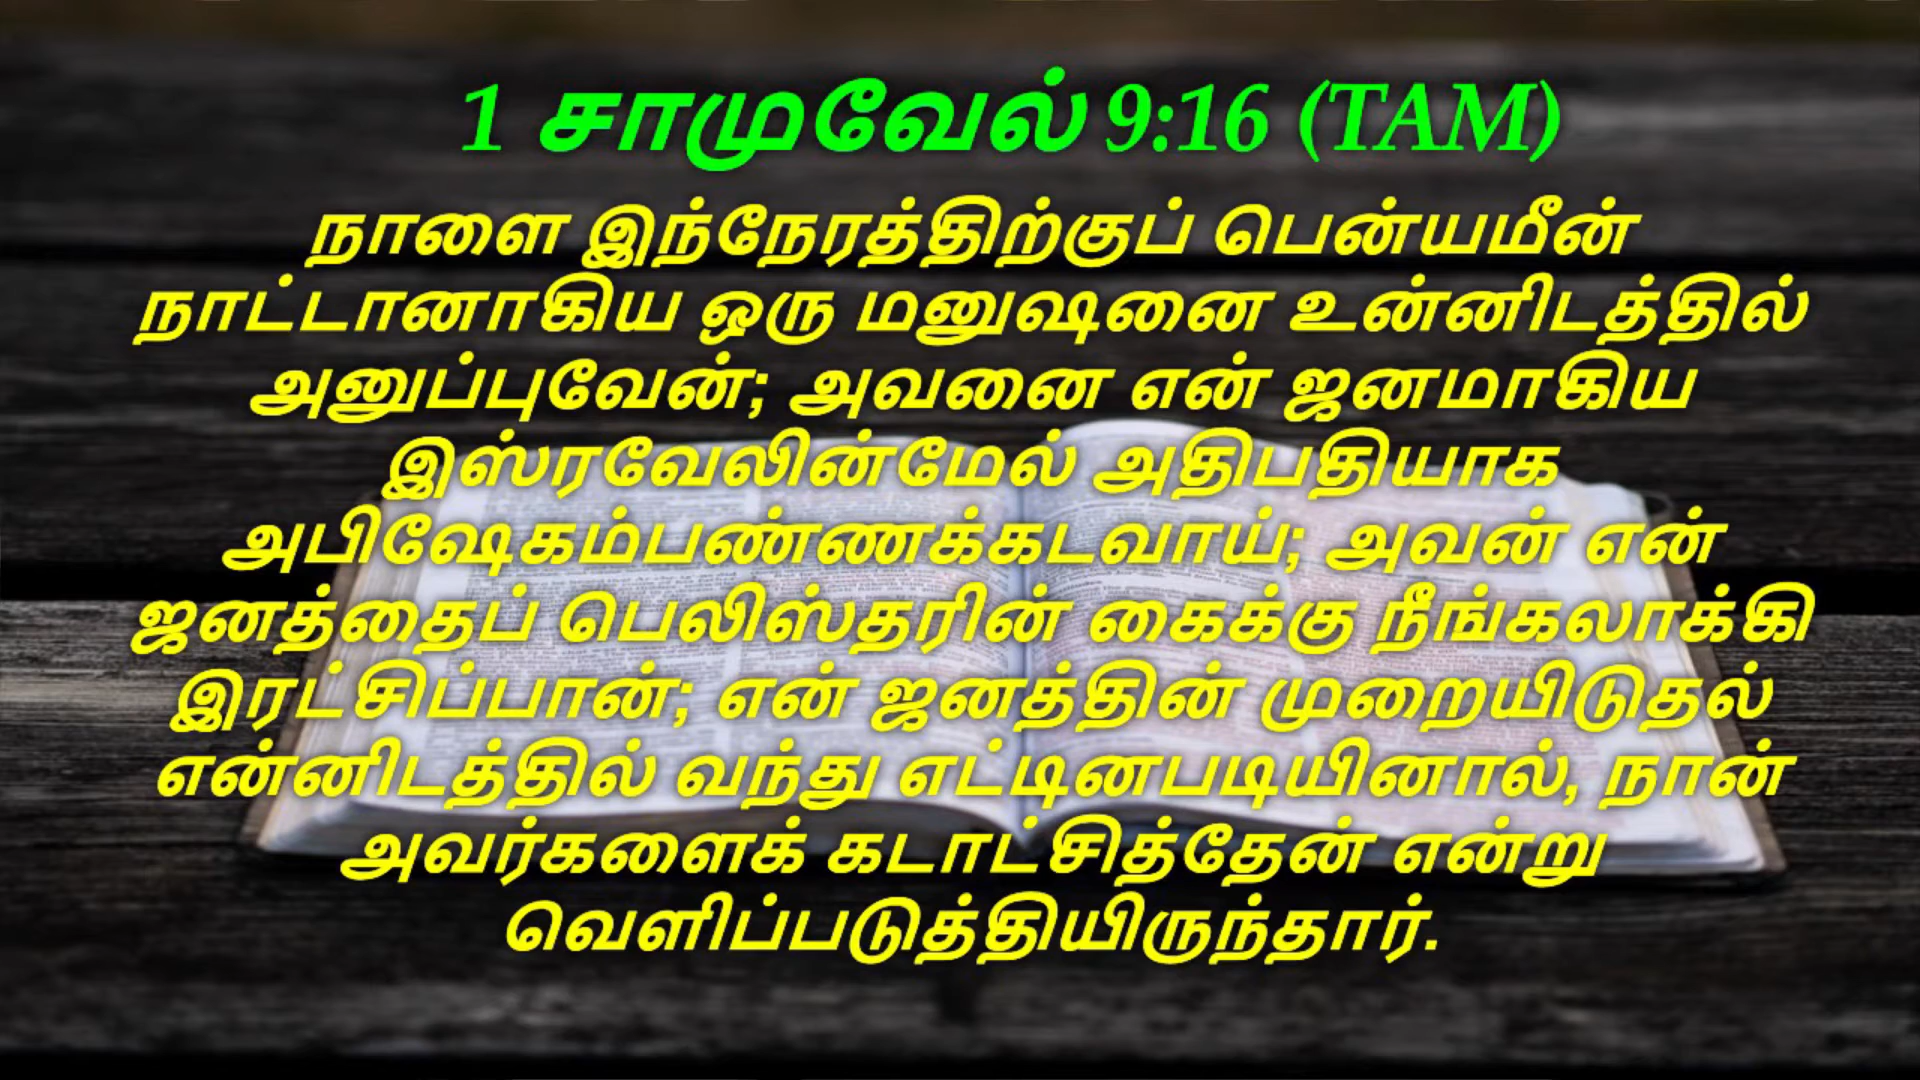 1 சாமுவேல் 9:16 (TAM)
நாளை இந்நேரத்திற்குப் பென்யமீன்
நாட்டானாகிய ஒரு மனுஷனை உன்னிடத்தில்
அனுப்புவேன்; அவனை என் ஜனமாகிய
இஸ்ரவேலின்மேல் அதிபதியாக
அபிஷேகம்பண்ணக்கடவாய்; அவன் என்
ஜனத்தைப் பெலிஸ்தரின் கைக்கு நீங்கலாக்கி
இரட்சிப்பான்; என் ஜனத்தின் முறையிடுதல்
என்னிடத்தில் வந்து எட்டினபடியினால், நான்
அவர்களைக் கடாட்சித்தேன் என்று
வெளிப்படுத்தியிருந்தார்.